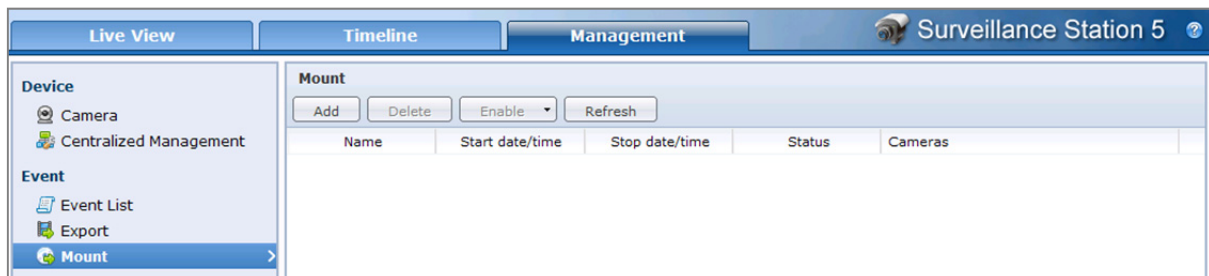 Live View Timeline Management Surveillance Station 5 ?
Device
Camera
Centralized Management
Event
Event List
Export
Mount
Mount
Add Delete Enable Refresh
Name Start date/time Stop date/time Status Cameras